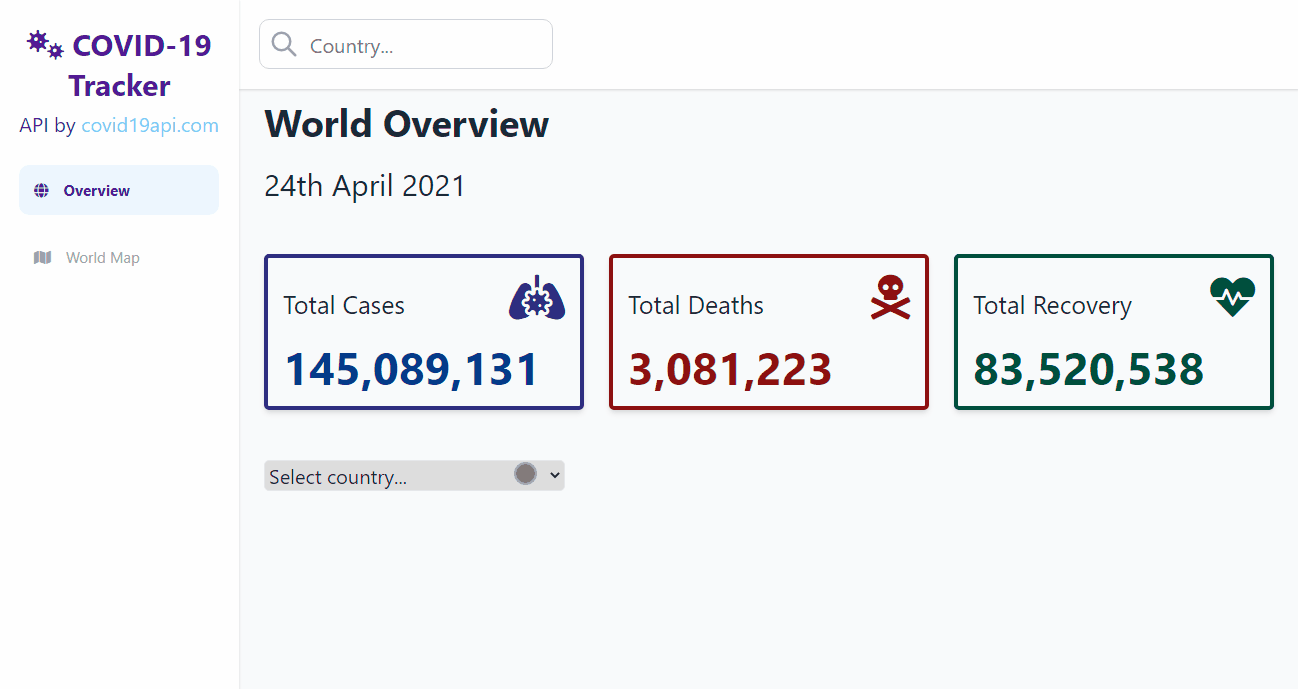 COVID-19
Tracker
API by covid19api.com
Overview
World Map
Country...
World Overview
24th April 2021
Total Cases
145,089,131
Total Deaths
3,081,223
Total Recovery
83,520,538
Select country...